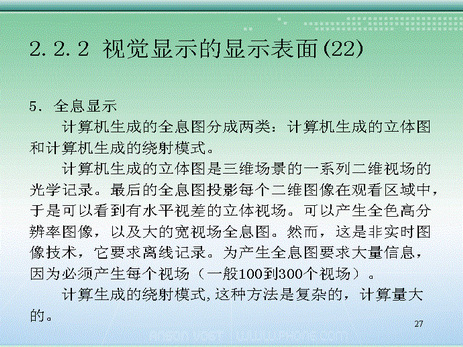 2.2.2 视觉显示的显示表面(22)
5．全息显示
计算机生成的全息图分成两类：计算机生成的立体图
和计算机生成的绕射模式。
计算机生成的立体图是三维场景的一系列二维视场的
光学记录。最后的全息图投影每个二维图像在观看区域中，
于是可以看到有水平视差的立体视场。可以产生全色高分
辨率图像，以及大的宽视场全息图。然而，这是非实时图
像技术，它要求离线记录。为产生全息图要求大量信息，
因为必须产生每个视场（一般100到300个视场）。
计算生成的绕射模式,这种方法是复杂的，计算量大
的。
27